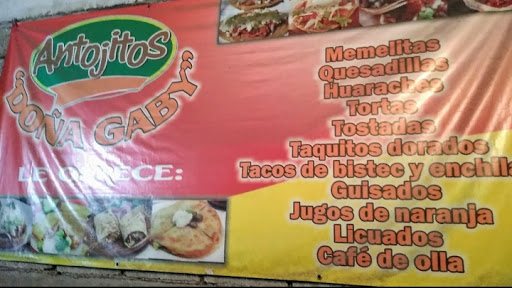 Antojitos
"DOÑA GABY"
LE OFRECE:
Memelitas
Quesadillas
Huaraches
Tortas
Tostadas
Taquitos dorados
Tacos de bistec y enchila
Guisados
Jugos de naranja
Licuados
Café de olla